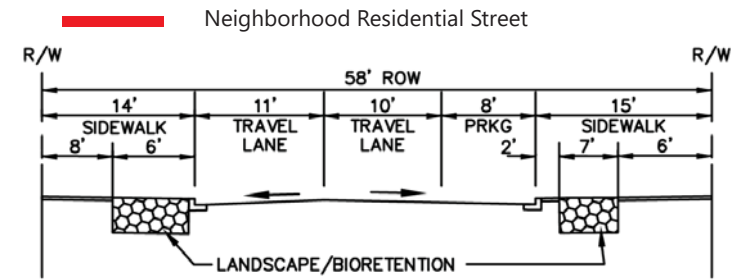 Neighborhood Residential Street
R/W R/W
58' ROW
14' 11' 10' 8' 15'
SIDEWALK TRAVEL TRAVEL PRKG SIDEWALK
LANE LANE
8' 6' 2' 7' 6'
LANDSCAPE/BIORETENTION